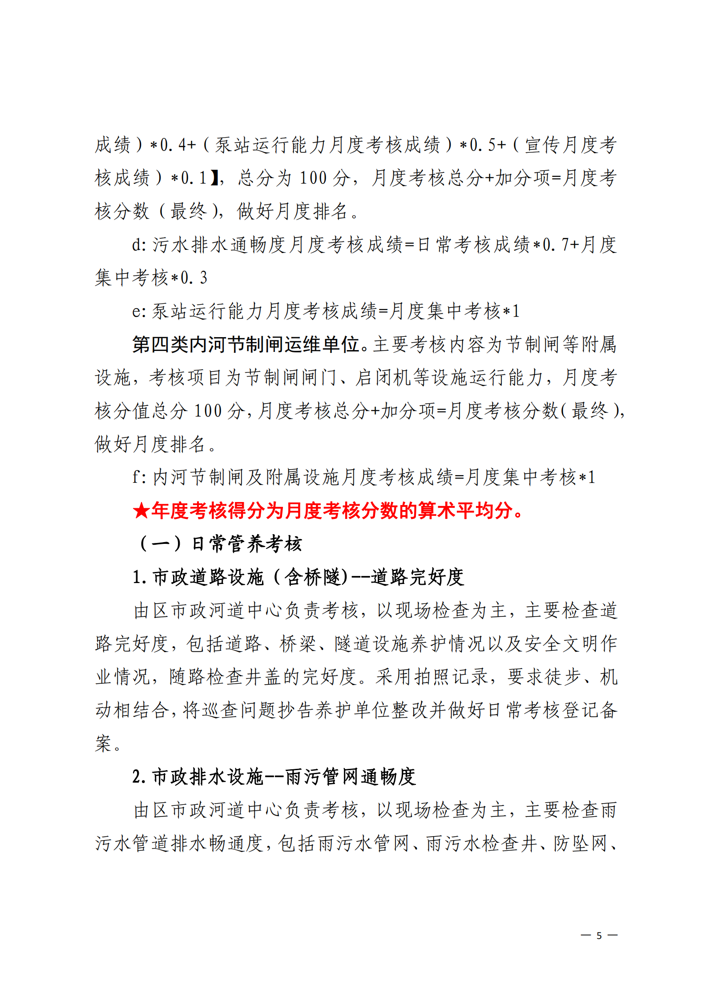 成绩）*0.4+（泵站运行能力月度考核成绩）*0.5+（宣传月度考
核成绩）*0.1】，总分为 100 分，月度考核总分+加分项=月度考
核分数（最终），做好月度排名。
d：污水排水通畅度月度考核成绩=日常考核成绩*0.7+月度
集中考核*0.3
e：泵站运行能力月度考核成绩=月度集中考核*1
第四类内河节制闸运维单位。主要考核内容为节制闸等附属
设施，考核项目为节制闸闸门、启闭机等设施运行能力，月度考
核分值总分 100 分，月度考核总分+加分项=月度考核分数（最终），
做好月度排名。
f：内河节制闸及附属设施月度考核成绩=月度集中考核*1
★年度考核得分为月度考核分数的算术平均分。
（一）日常管养考核
1.市政道路设施（含桥隧）--道路完好度
由区市政河道中心负责考核，以现场检查为主，主要检查道
路完好度，包括道路、桥梁、隧道设施养护情况以及安全文明作
业情况，随路检查井盖的完好度。采用拍照记录，要求徒步、机
动相结合，将巡查问题抄告养护单位整改并做好日常考核登记备
案。
2.市政排水设施--雨污管网通畅度
由区市政河道中心负责考核，以现场检查为主，主要检查雨
污水管道排水畅通度，包括雨污水管网、雨污水检查井、防坠网、
— 5 —